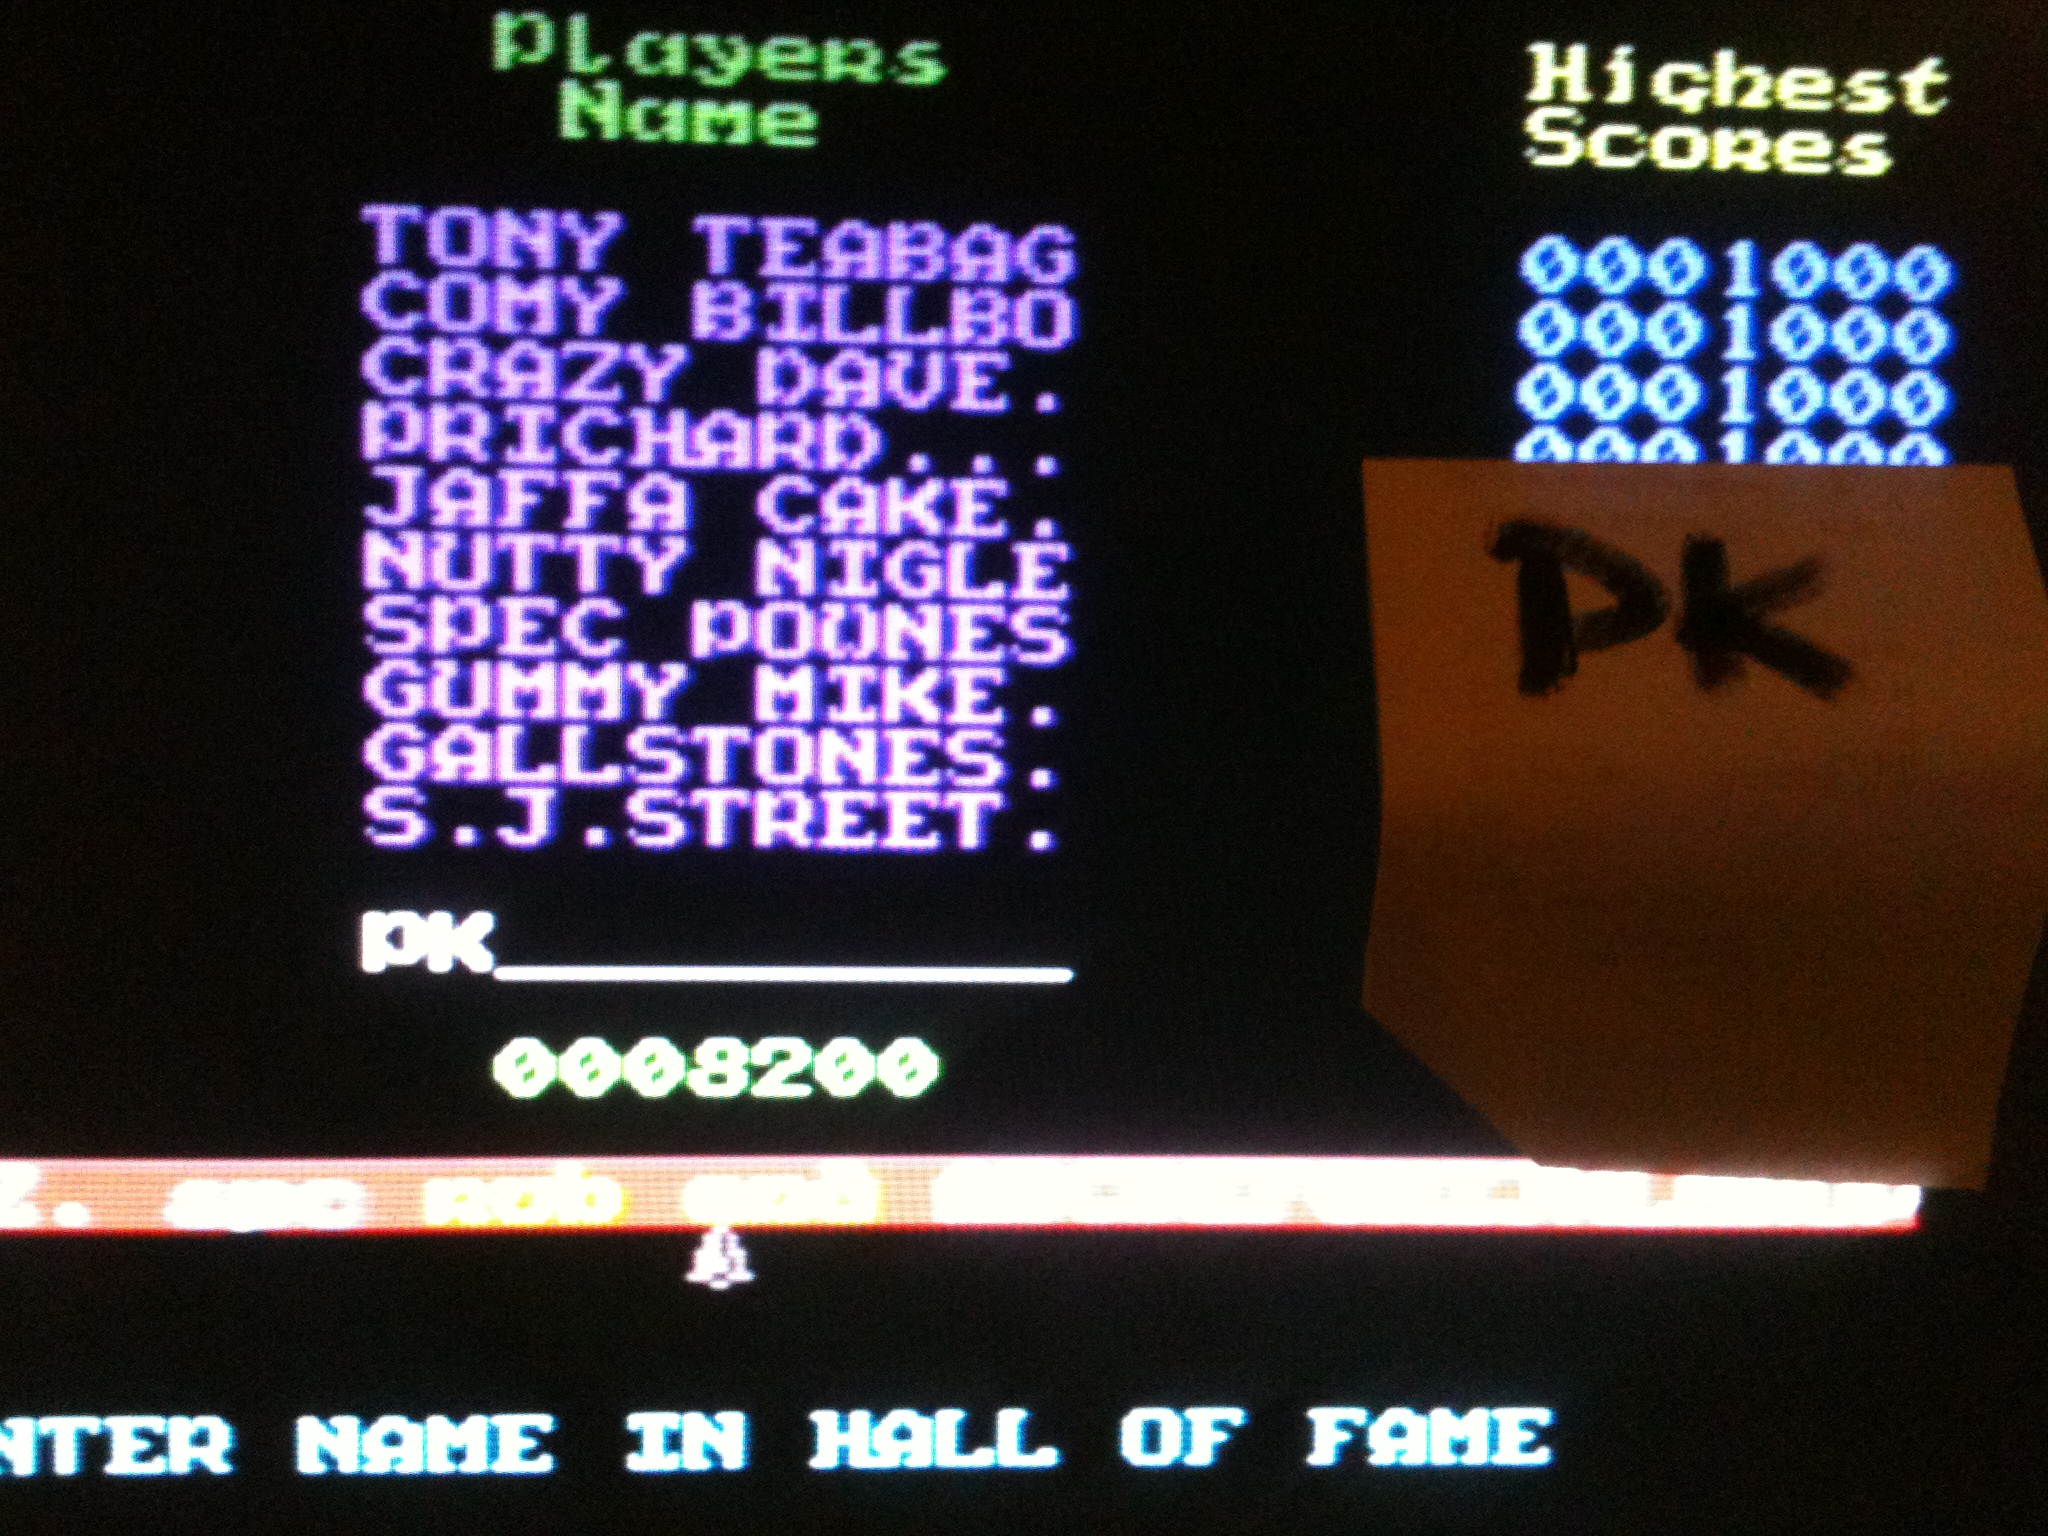 Players
Name
Highest
Scores
TONY TEABAG 0001000
COMY BILLBO 0001000
CRAZY DAVE. 0001000
PRICHARD... 0001000
JAFFA CAKE.
NUTTY NIGLE
SPEC POWNES
GUMMY MIKE.
GALLSTONES.
S.J.STREET.
PK
PK
0008200
NTER NAME IN HALL OF FAME